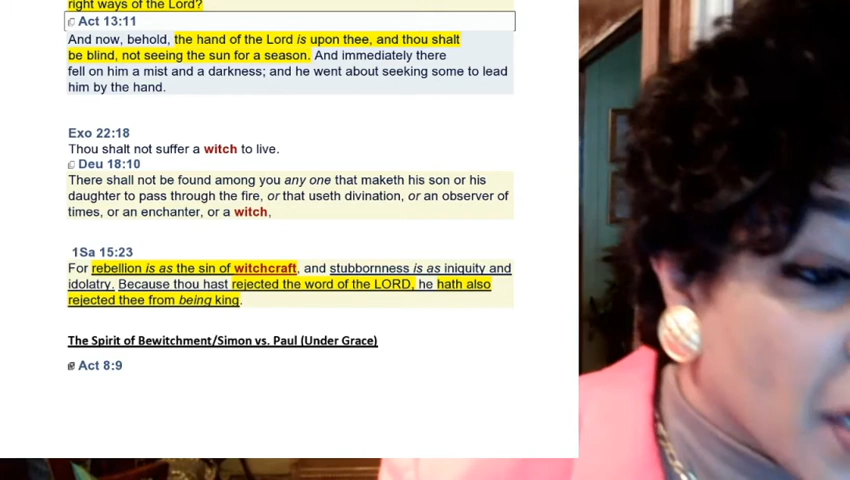 right ways of the Lord?
Act 13:11
And now, behold, the hand of the Lord is upon thee, and thou shalt
be blind, not seeing the sun for a season. And immediately there
fell on him a mist and a darkness; and he went about seeking some to lead
him by the hand.
Exo 22:18
Thou shalt not suffer a witch to live.
Deu 18:10
There shall not be found among you any one that maketh his son or his
daughter to pass through the fire, or that useth divination, or an observer of
times, or an enchanter, or a witch,
1Sa 15:23
For rebellion is as the sin of witchcraft, and stubbornness is as iniquity and
idolatry. Because thou hast rejected the word of the LORD, he hath also
rejected thee from being king.
The Spirit of Bewitchment/Simon vs. Paul (Under Grace)
Act 8:9